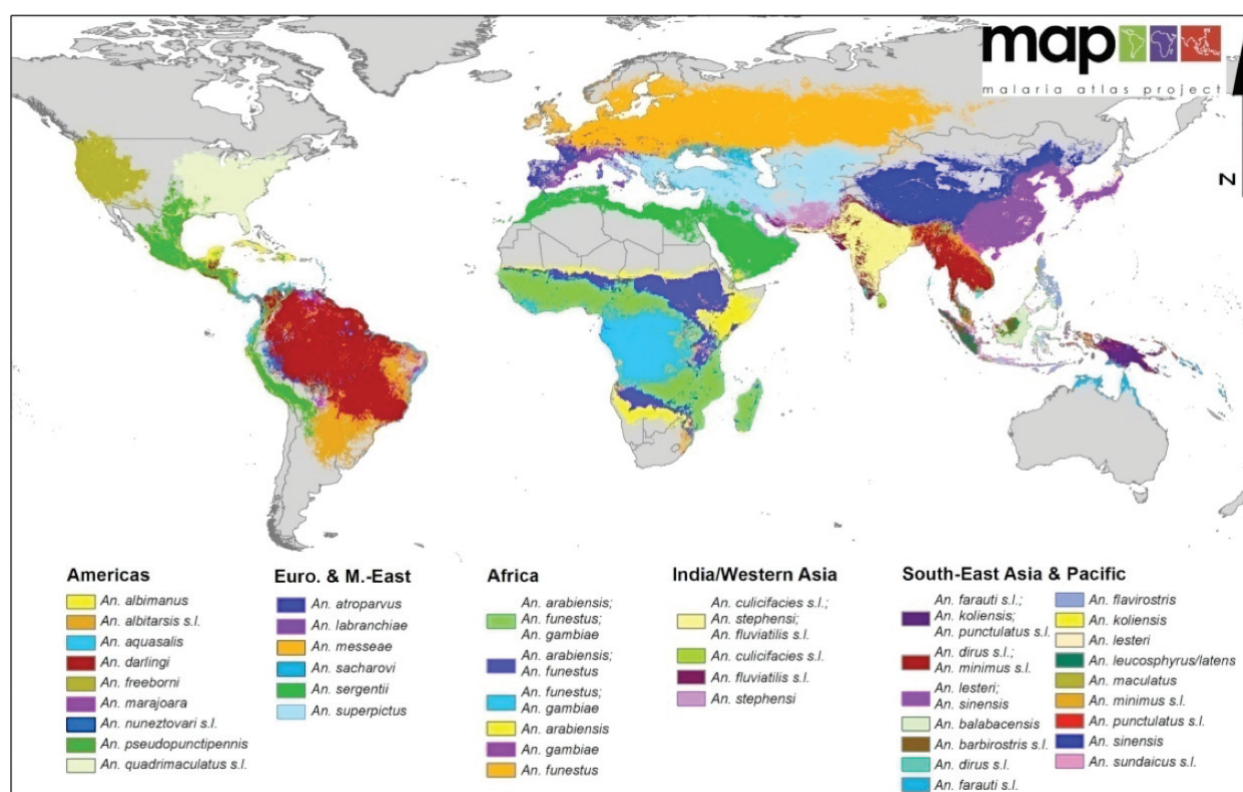 map
malaria atlas project
N
Americas
An. albimanus
An. albitarsis s.l.
An. aquasalis
An. darlingi
An. freeborni
An. marajoara
An. nuneztovari s.l.
An. pseudopunctipennis
An. quadrimaculatus s.l.
Euro. & M.-East
An. atroparvus
An. labranchiae
An. messeae
An. sacharovi
An. sergentii
An. superpictus
Africa
An. arabiensis;
An. funestus;
An. gambiae
An. arabiensis;
An. funestus
An. funestus;
An. gambiae
An. arabiensis
An. gambiae
An. funestus
India/Western Asia
An. culicifacies s.l.;
An. stephensi;
An. fluviatilis s.l.
An. culicifacies s.l.
An. fluviatilis s.l.
An. stephensi
South-East Asia & Pacific
An. farauti s.l.;
An. koliensis;
An. punctulatus s.l.
An. dirus s.l.;
An. minimus s.l.
An. lesteri;
An. sinensis
An. balabacensis
An. barbirostris s.l.
An. dirus s.l.
An. farauti s.l.
An. flavirostris
An. koliensis
An. lesteri
An. leucosphyrus/latens
An. maculatus
An. minimus s.l.
An. punctulatus s.l.
An. sinensis
An. sundaicus s.l.